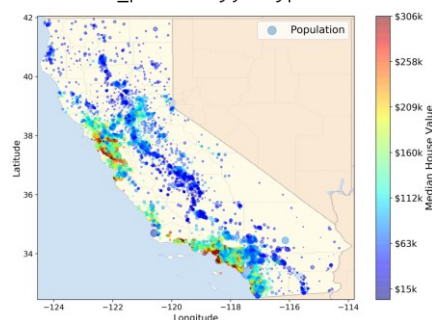 42
40
38
36
34
Latitude
−124
−122
−120
−118
−116
−114
Longitude
Population
$306k
$258k
$209k
$160k
$112k
$63k
$15k
Median House Value